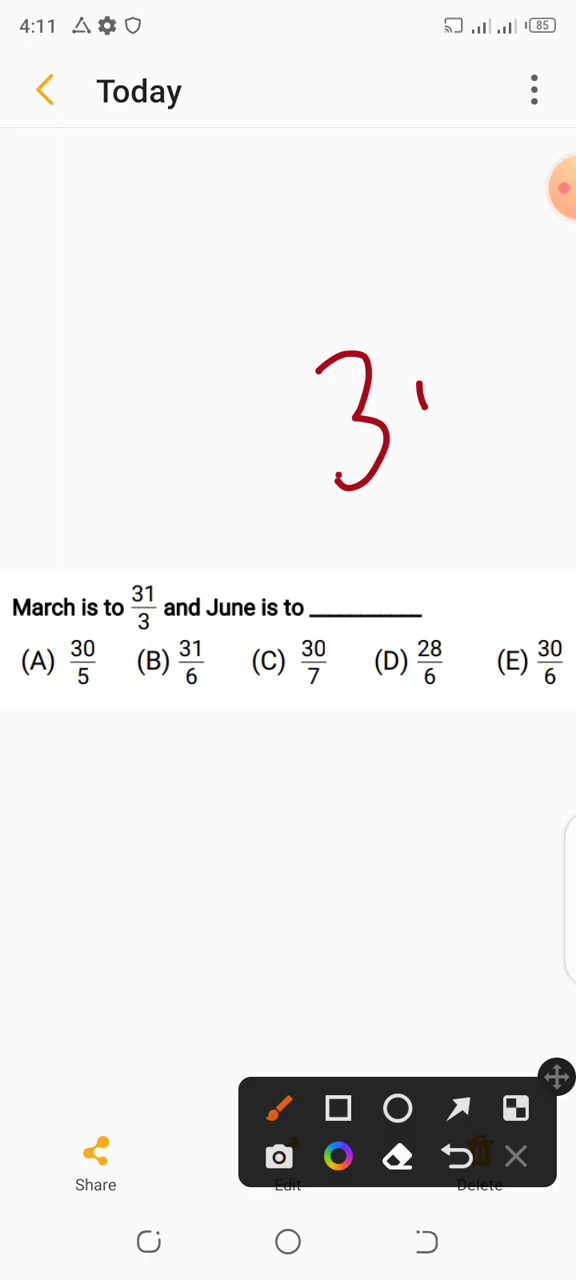 4:11
85
Today
3
March is to 31/3 and June is to __________
(A) 30/5 (B) 31/6 (C) 30/7 (D) 28/6 (E) 30/6
Share
Edit
Delete